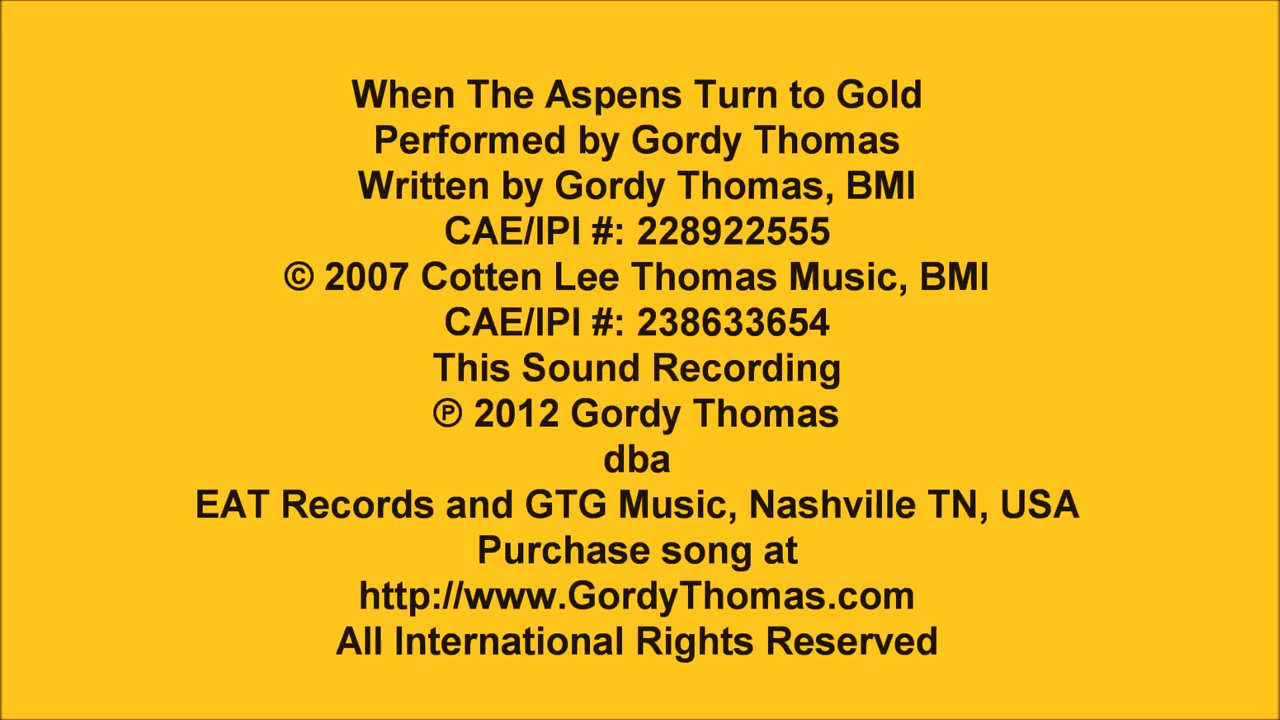 When The Aspens Turn to Gold
Performed by Gordy Thomas
Written by Gordy Thomas, BMI
CAE/IPI #: 228922555
© 2007 Cotten Lee Thomas Music, BMI
CAE/IPI #: 238633654
This Sound Recording
℗ 2012 Gordy Thomas
dba
EAT Records and GTG Music, Nashville TN, USA
Purchase song at
http://www.GordyThomas.com
All International Rights Reserved